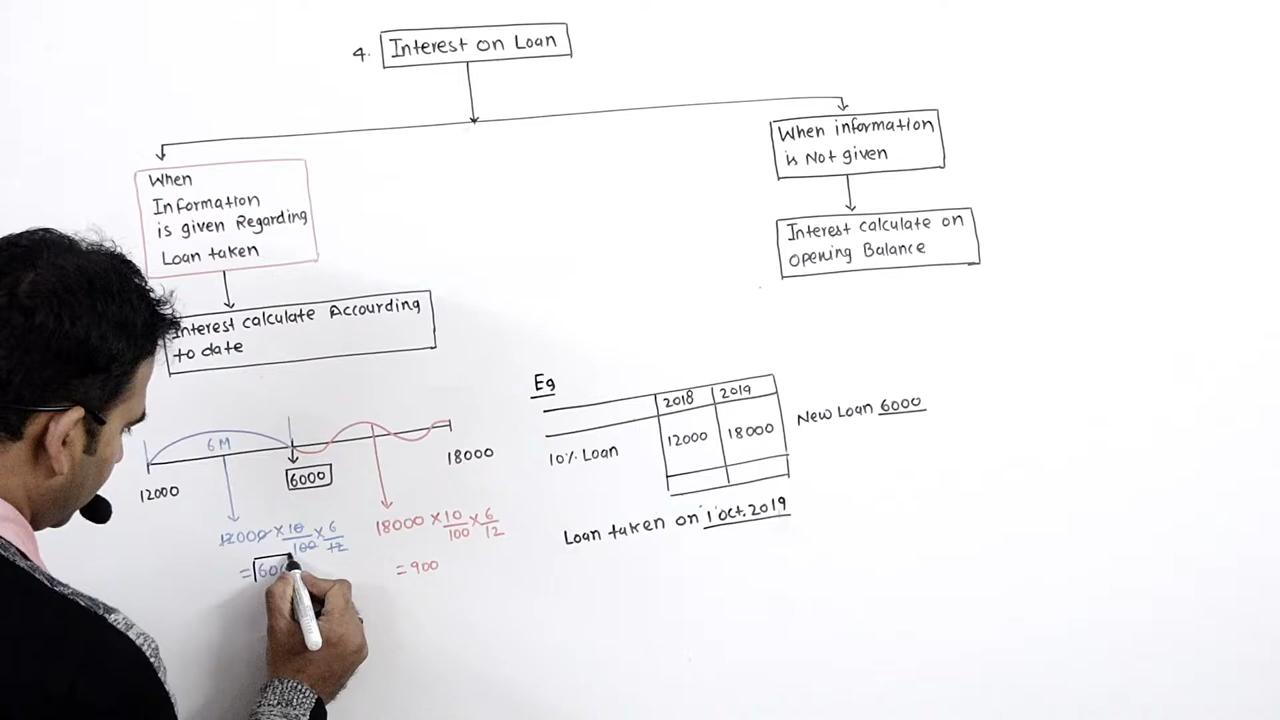 4. Interest on Loan
When
Information
is given Regarding
Loan taken
Interest calculate Accourding
to date
When information
is Not given
Interest calculate on
opening Balance
6M
12000
6000
18000
12000 × 10/100 × 6/12
= 600
18000 × 10/100 × 6/12
= 900
Eg
2018 2019
10% Loan 12000 18000
New Loan 6000
Loan taken on 1 oct. 2019